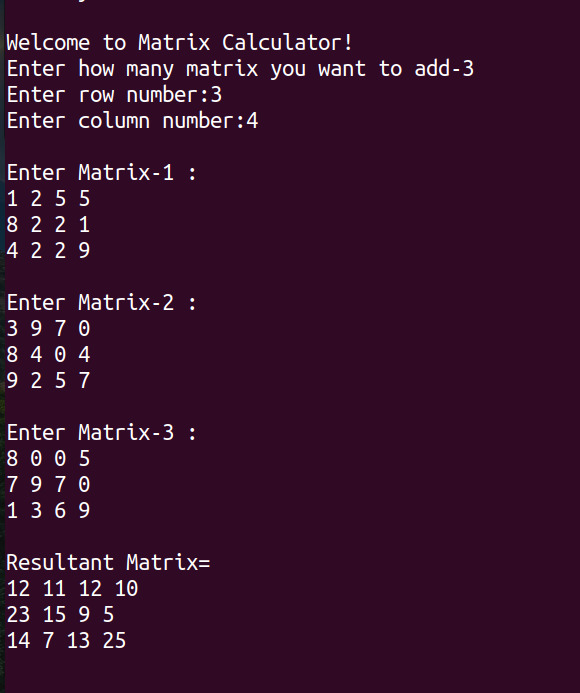 Welcome to Matrix Calculator!
Enter how many matrix you want to add-3
Enter row number:3
Enter column number:4
Enter Matrix-1 :
1 2 5 5
8 2 2 1
4 2 2 9
Enter Matrix-2 :
3 9 7 0
8 4 0 4
9 2 5 7
Enter Matrix-3 :
8 0 0 5
7 9 7 0
1 3 6 9
Resultant Matrix=
12 11 12 10
23 15 9 5
14 7 13 25